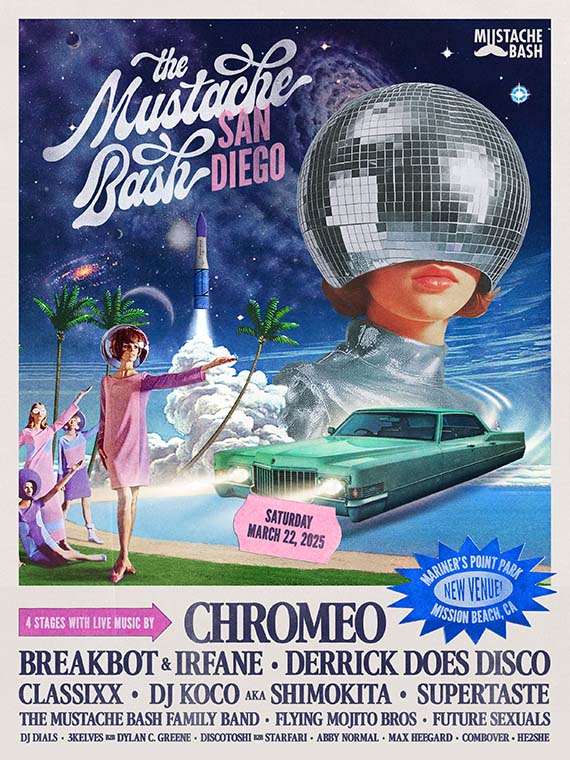 MUSTACHE
BASH
the
Mustache
Bash
SAN
DIEGO
SATURDAY
MARCH 22, 2025
MARINER'S POINT PARK
NEW VENUE!
MISSION BEACH, CA
4 STAGES WITH LIVE MUSIC BY
CHROMEO
BREAKBOT & IRFANE • DERRICK DOES DISCO
CLASSIXX • DJ KOCO AKA SHIMOKITA • SUPERTASTE
THE MUSTACHE BASH FAMILY BAND • FLYING MOJITO BROS • FUTURE SEXUALS
DJ DIALS • 3KELVES B2B DYLAN C. GREENE • DISCOTOSHI B2B STARFARI • ABBY NORMAL • MAX HEEGARD • COMBOVER • HE2SHE